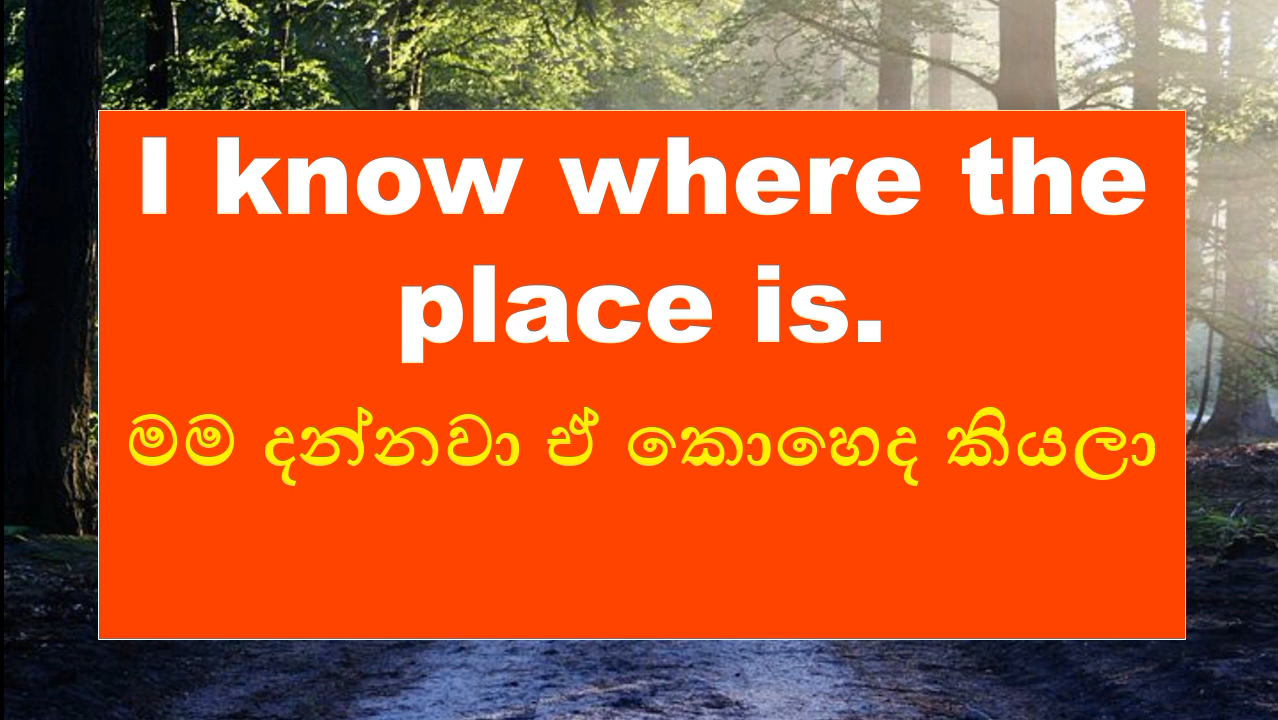 I know where the
place is.
මම දන්නවා ඒ කොහෙද කියලා